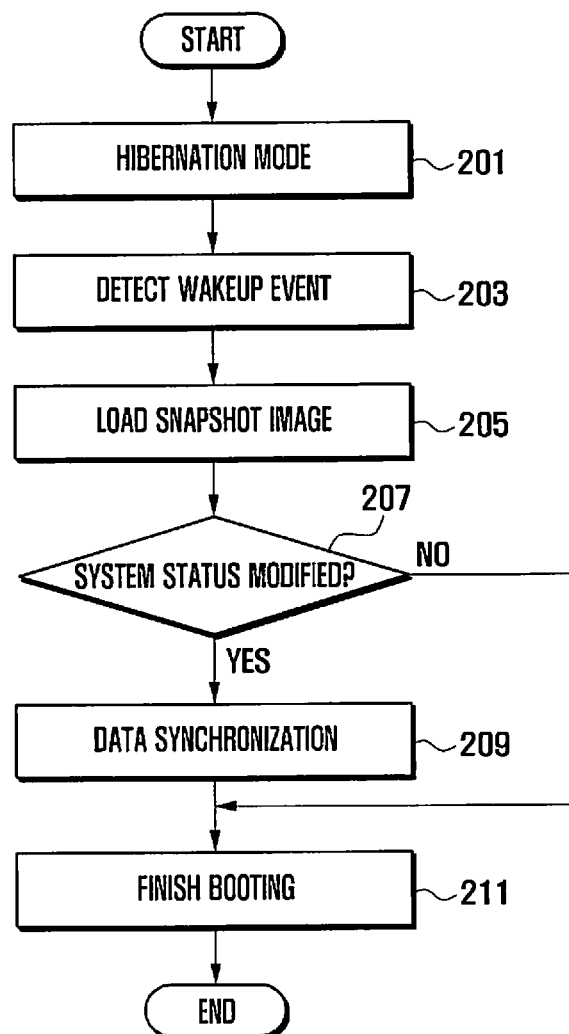 START
HIBERNATION MODE
201
DETECT WAKEUP EVENT
203
LOAD SNAPSHOT IMAGE
205
207
SYSTEM STATUS MODIFIED?
NO
YES
DATA SYNCHRONIZATION
209
FINISH BOOTING
211
END